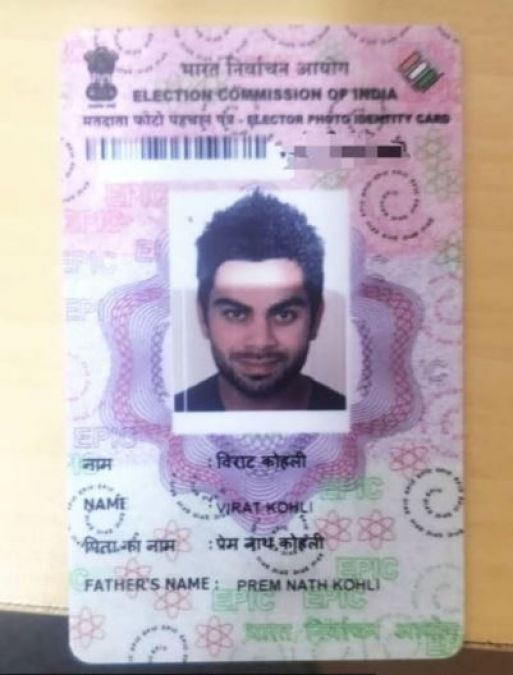 भारत निर्वाचन आयोग
ELECTION COMMISSION OF INDIA
मतदाता फोटो पहचान पत्र - ELECTOR PHOTO IDENTITY CARD
नाम : विराट कोहली
NAME : VIRAT KOHLI
पिता का नाम : प्रेम नाथ कोहली
FATHER'S NAME : PREM NATH KOHLI
EPIC EPIC
भारत निर्वाचन आयोग